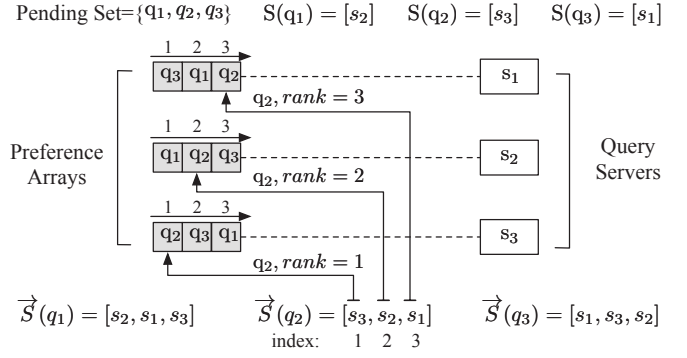 Pending Set={q₁, q₂, q₃} S(q₁) = [s₂] S(q₂) = [s₃] S(q₃) = [s₁]
1 2 3
q₃ q₁ q₂ s₁
q₂, rank = 3
1 2 3
Preference Arrays
q₁ q₂ q₃ s₂
Query Servers
q₂, rank = 2
1 2 3
q₂ q₃ q₁ s₃
q₂, rank = 1
S⃗(q₁) = [s₂, s₁, s₃] S⃗(q₂) = [s₃, s₂, s₁] S⃗(q₃) = [s₁, s₃, s₂]
index: 1 2 3